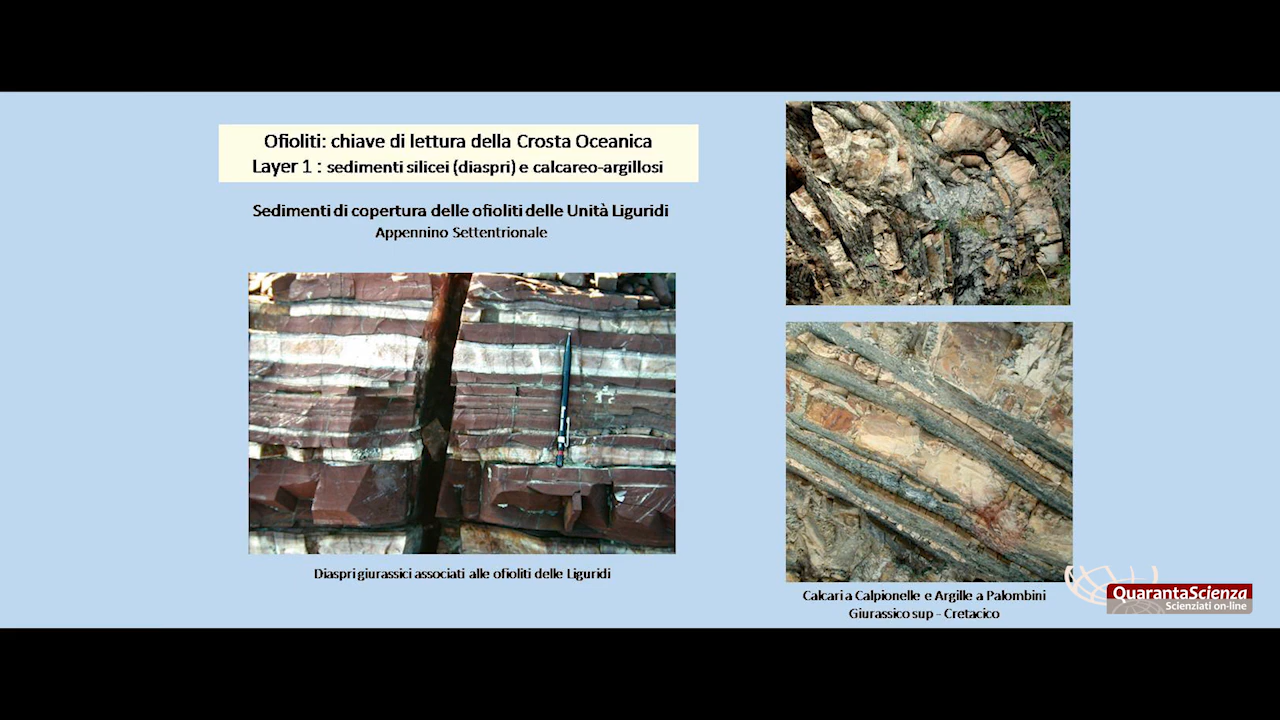 Ofioliti: chiave di lettura della Crosta Oceanica
Layer 1 : sedimenti silicei (diaspri) e calcareo-argillosi
Sedimenti di copertura delle ofioliti delle Unità Liguridi
Appennino Settentrionale
Diaspri giurassici associati alle ofioliti delle Liguridi
Calcari a Calpionelle e Argille a Palombini
Giurassico sup - Cretacico
QuarantaScienza
Scienziati on-line